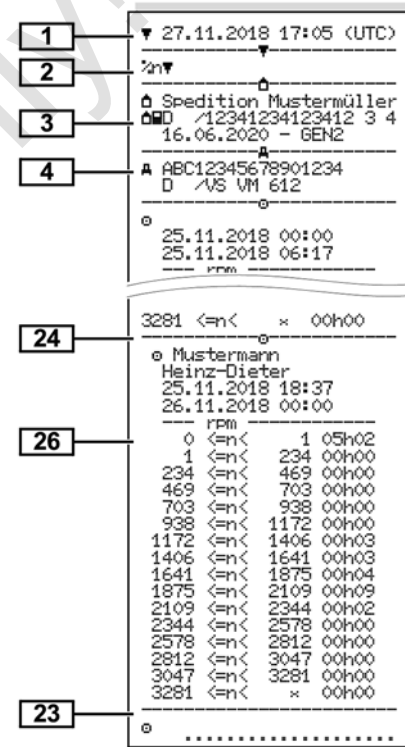 1 ▼ 27.11.2018 17:05 (UTC)
2 %n▼
Spedition Mustermüller
3 D /12341234123412 3 4
16.06.2020 - GEN2
4 A ABC12345678901234
D /VS VM 612
25.11.2018 00:00
25.11.2018 06:17
--- rpm ---
3281 <=n< × 00h00
24
Mustermann
Heinz-Dieter
25.11.2018 18:37
26.11.2018 00:00
--- rpm ---
26 0 <=n< 1 05h02
1 <=n< 234 00h00
234 <=n< 469 00h00
469 <=n< 703 00h00
703 <=n< 938 00h00
938 <=n< 1172 00h00
1172 <=n< 1406 00h03
1406 <=n< 1641 00h03
1641 <=n< 1875 00h04
1875 <=n< 2109 00h09
2109 <=n< 2344 00h02
2344 <=n< 2578 00h00
2578 <=n< 2812 00h00
2812 <=n< 3047 00h00
3047 <=n< 3281 00h00
3281 <=n< × 00h00
23
....................